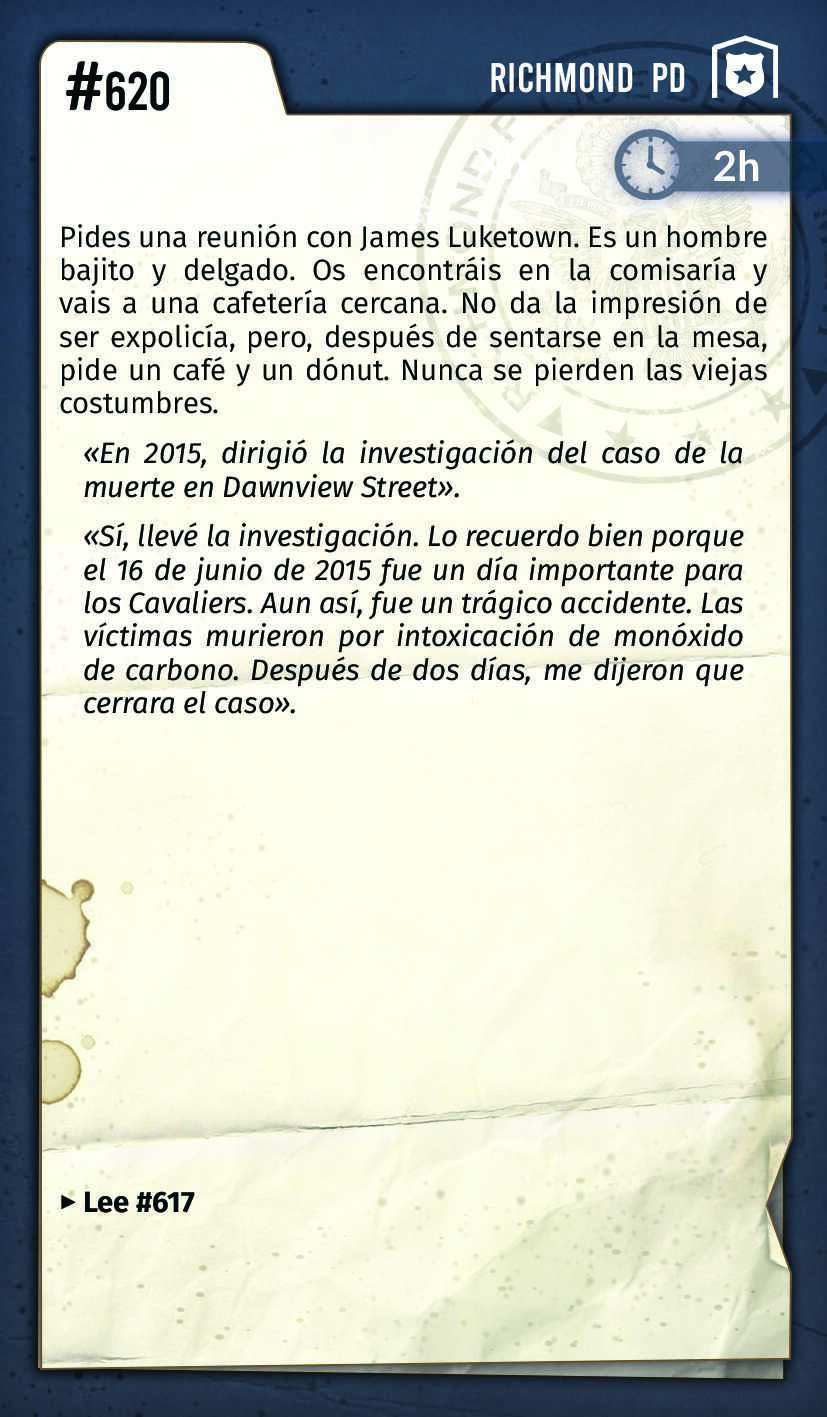 #620
RICHMOND PD
2h
Pides una reunión con James Luketown. Es un hombre
bajito y delgado. Os encontráis en la comisaría y
vais a una cafetería cercana. No da la impresión de
ser expolicía, pero, después de sentarse en la mesa,
pide un café y un dónut. Nunca se pierden las viejas
costumbres.
«En 2015, dirigió la investigación del caso de la
muerte en Dawnview Street».
«Sí, llevé la investigación. Lo recuerdo bien porque
el 16 de junio de 2015 fue un día importante para
los Cavaliers. Aun así, fue un trágico accidente. Las
víctimas murieron por intoxicación de monóxido
de carbono. Después de dos días, me dijeron que
cerrara el caso».
▶ Lee #617